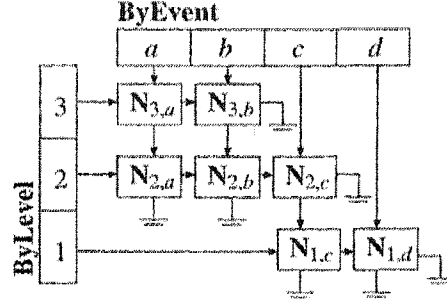 ByEvent
a b c d
3 N3,a N3,b
2 N2,a N2,b N2,c
1 N1,c N1,d
ByLevel